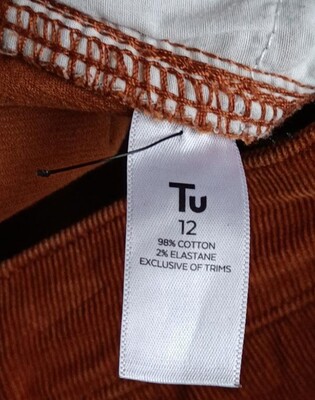 Tu
12
98% COTTON
2% ELASTANE
EXCLUSIVE OF TRIMS